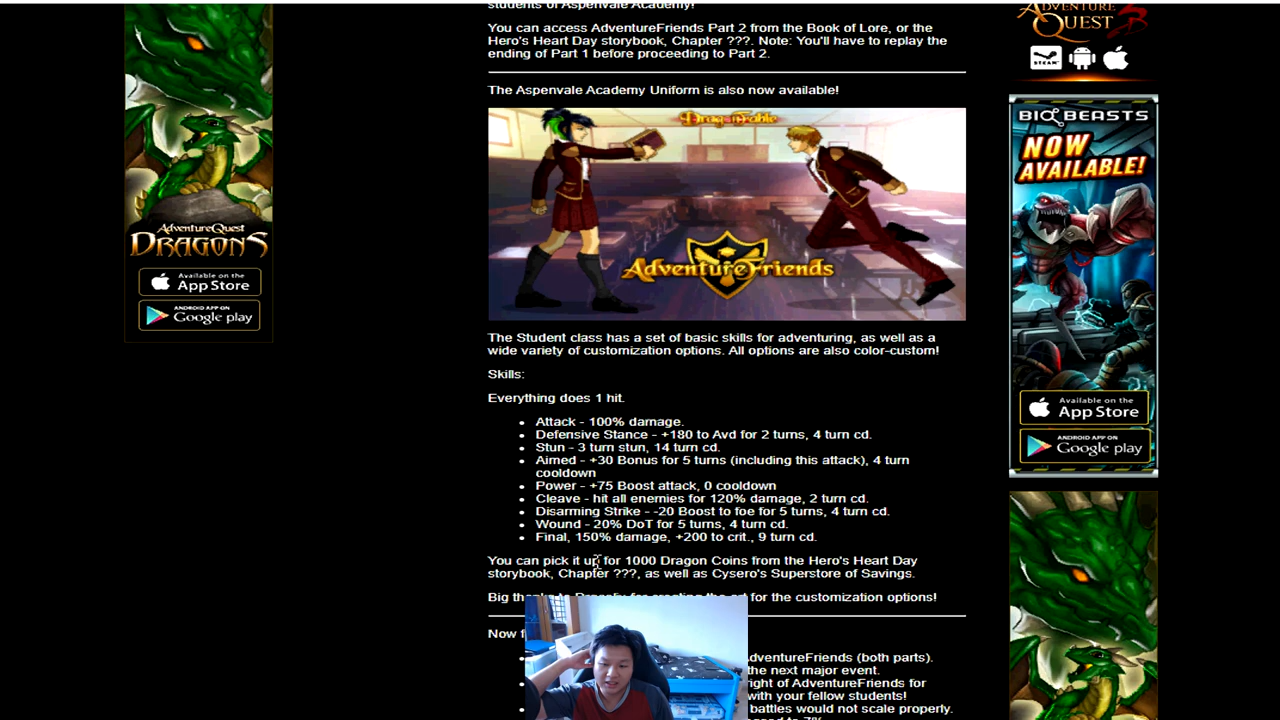 students of Aspenvale Academy!
You can access AdventureFriends Part 2 from the Book of Lore, or the
Hero's Heart Day storybook, Chapter ???. Note: You'll have to replay the
ending of Part 1 before proceeding to Part 2.
The Aspenvale Academy Uniform is also now available!
DragonFable
AdventureFriends
The Student class has a set of basic skills for adventuring, as well as a
wide variety of customization options. All options are also color-custom!
Skills:
Everything does 1 hit.
Attack - 100% damage.
Defensive Stance - +180 to Avd for 2 turns, 4 turn cd.
Stun - 3 turn stun, 14 turn cd.
Aimed - +30 Bonus for 5 turns (including this attack), 4 turn
cooldown
Power - +75 Boost attack, 0 cooldown
Cleave - hit all enemies for 120% damage, 2 turn cd.
Disarming Strike - -20 Boost to foe for 5 turns, 4 turn cd.
Wound - 20% DoT for 5 turns, 4 turn cd.
Final, 150% damage, +200 to crit., 9 turn cd.
You can pick it up for 1000 Dragon Coins from the Hero's Heart Day
storybook, Chapter ???, as well as Cysero's Superstore of Savings.
Big for the customization options!
Now
AdventureFriends (both parts).
the next major event.
right of AdventureFriends for
with your fellow students!
battles would not scale properly.
AdventureQuest
DRAGONS
Available on the
App Store
ANDROID APP ON
Google play
ADVENTURE
QUEST 3D
STEAM
BIOBEASTS
NOW
AVAILABLE!
Available on the
App Store
ANDROID APP ON
Google play